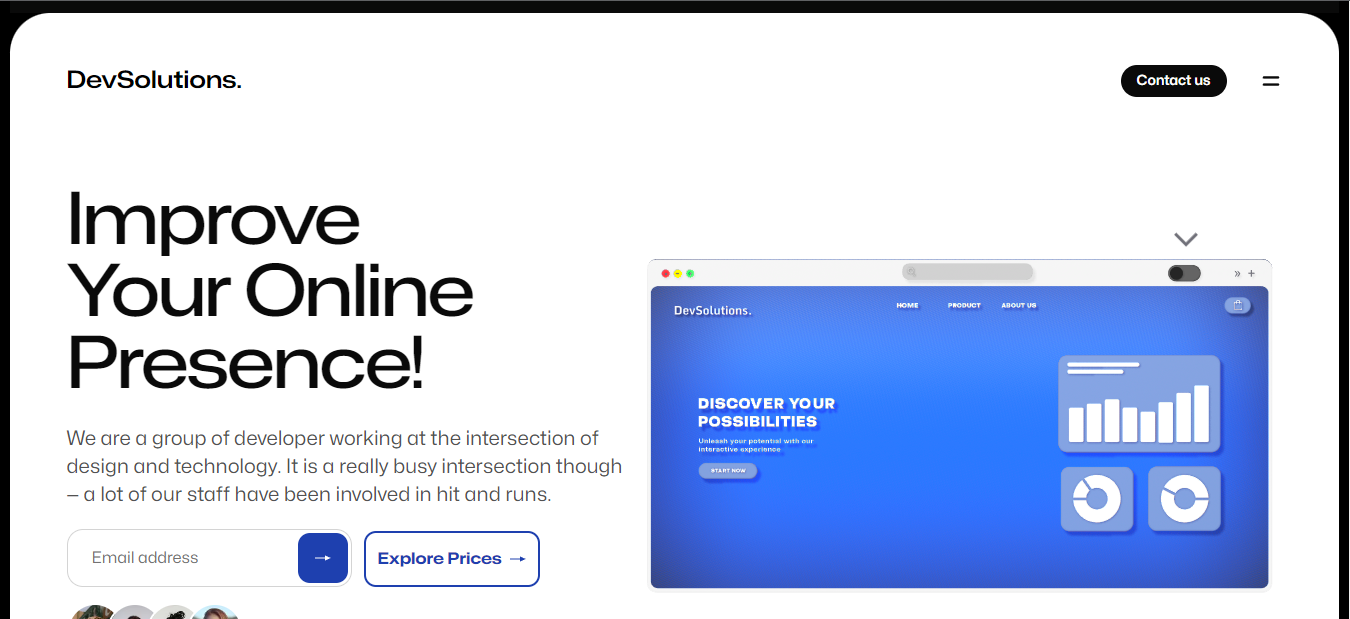 DevSolutions.
Contact us
Improve
Your Online
Presence!
We are a group of developer working at the intersection of
design and technology. It is a really busy intersection though
– a lot of our staff have been involved in hit and runs.
Email address
Explore Prices →
DevSolutions.
HOME PRODUCT ABOUT US
DISCOVER YOUR
POSSIBILITIES
Unleash your potential with our
interactive experience
START NOW